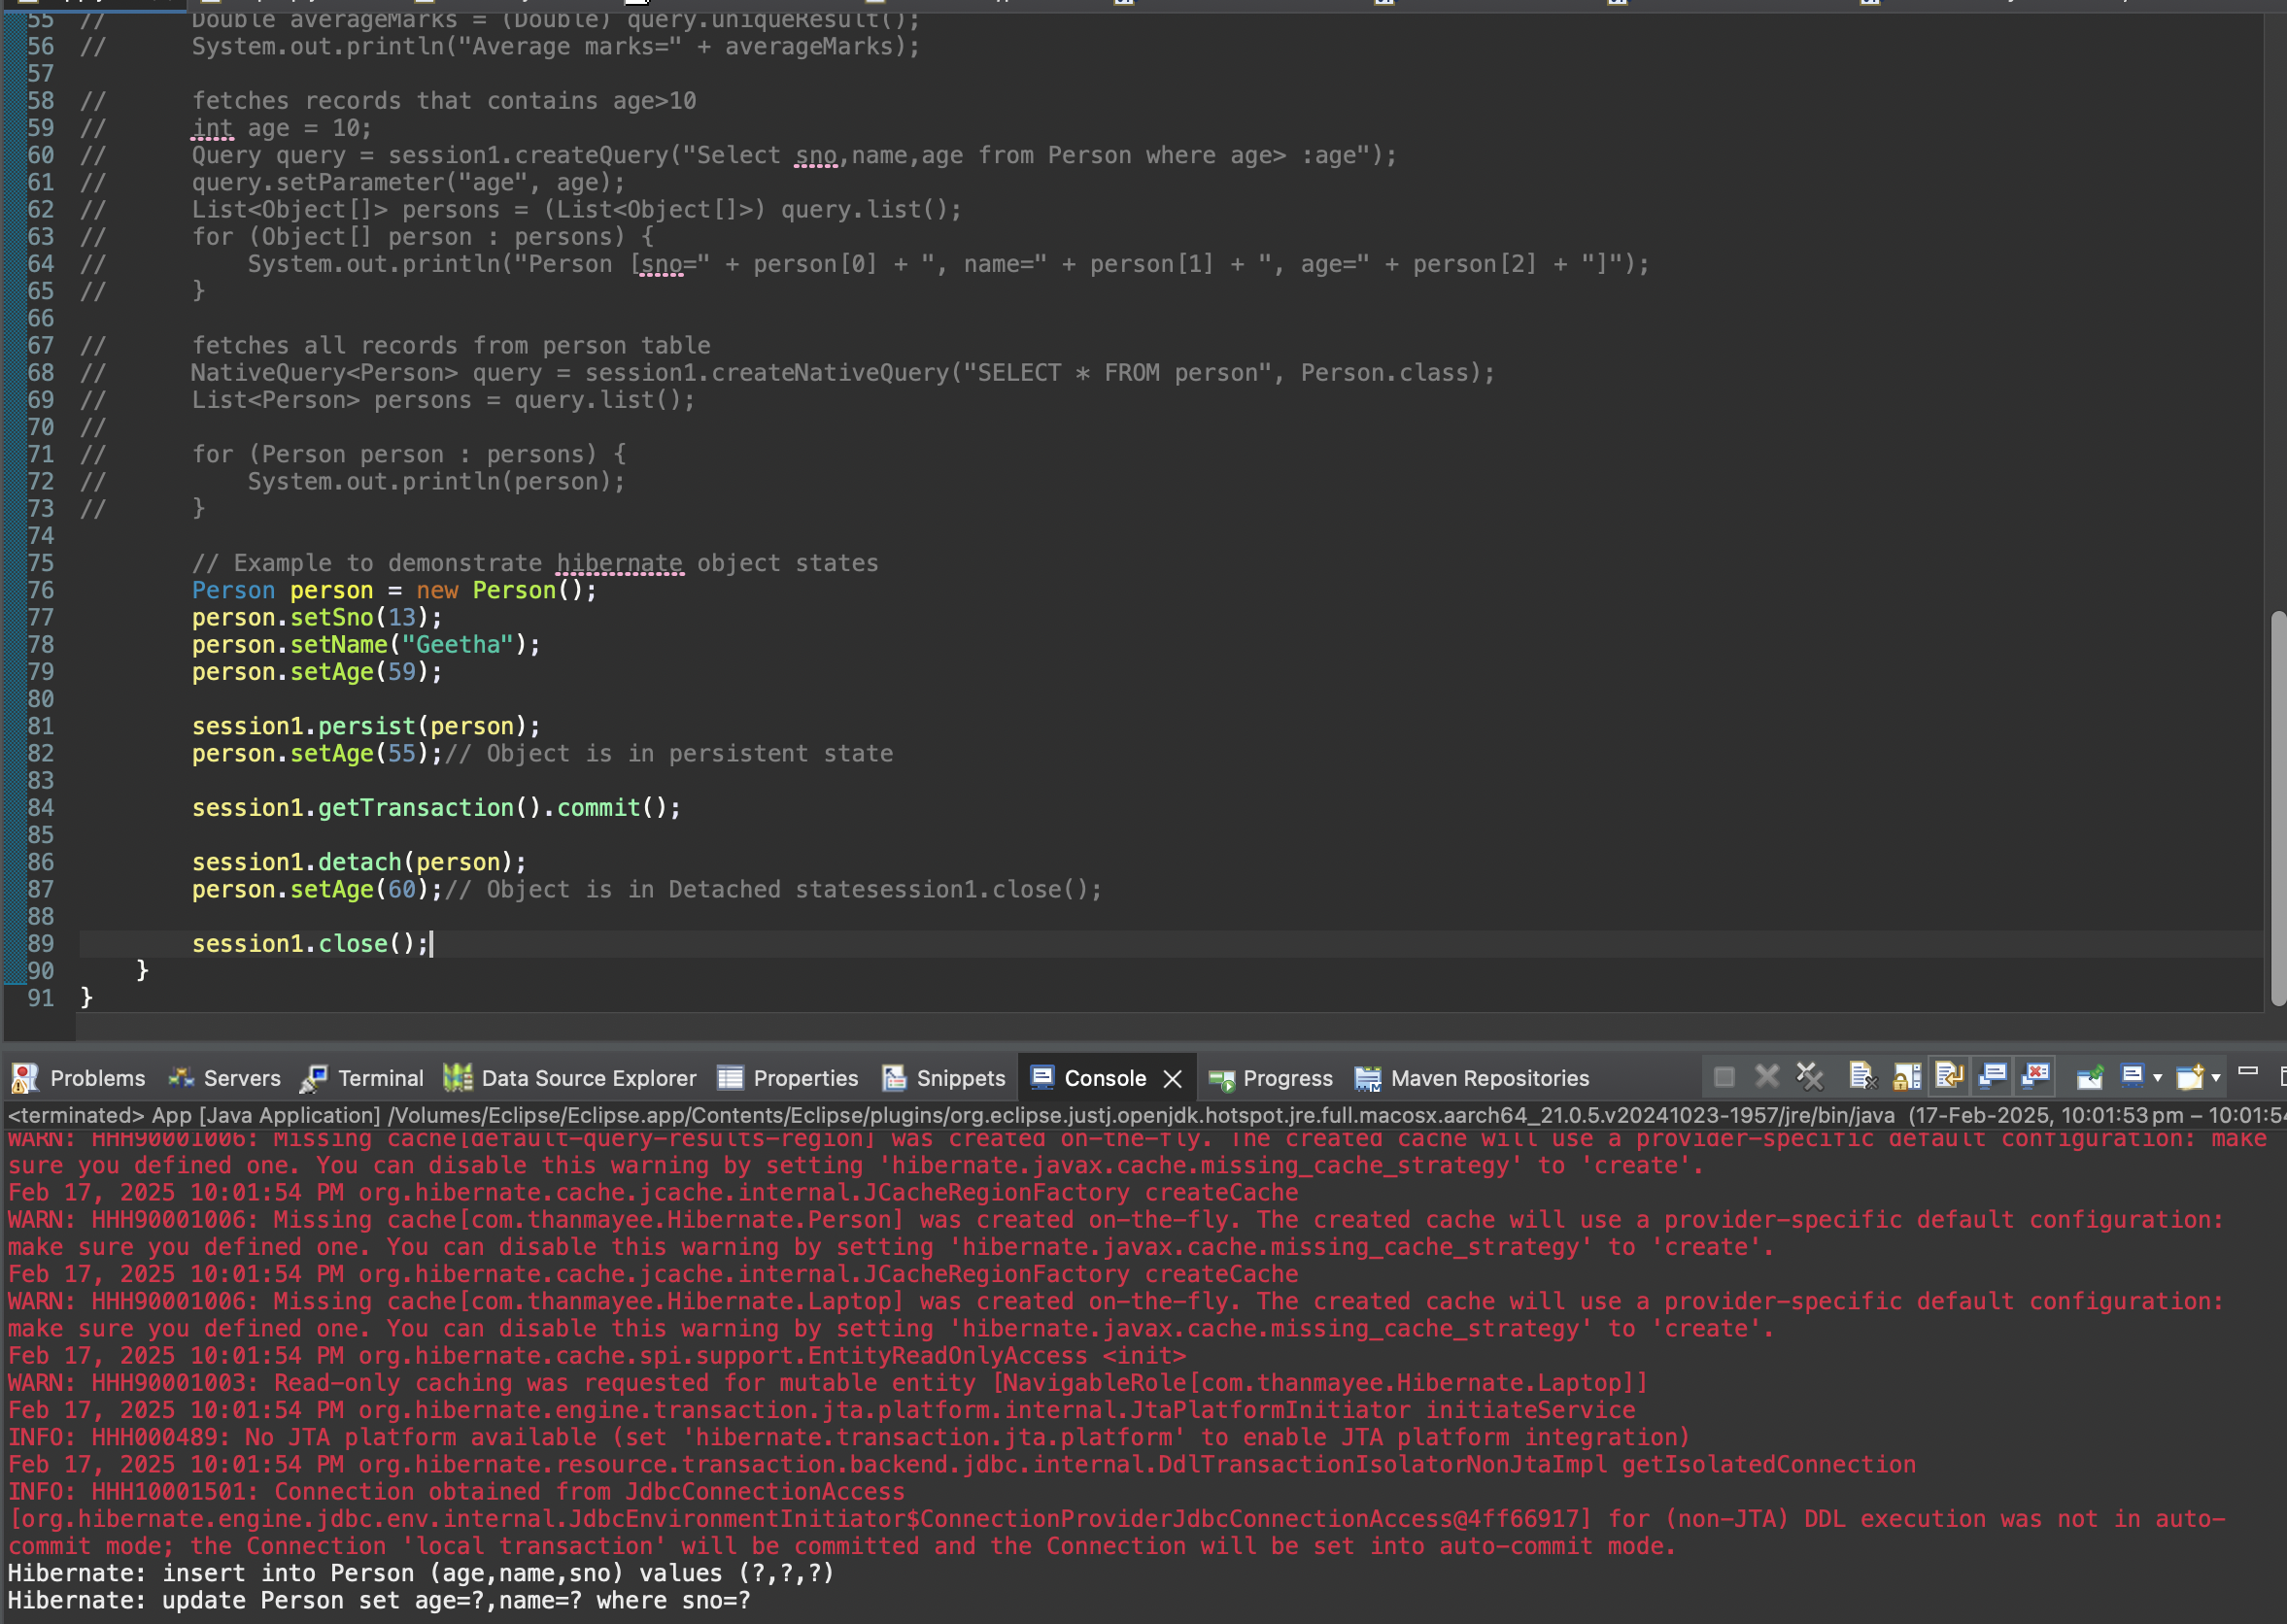 55 // Double averageMarks = (Double) query.uniqueResult();
56 // System.out.println("Average marks=" + averageMarks);
57
58 // fetches records that contains age>10
59 // int age = 10;
60 // Query query = session1.createQuery("Select sno,name,age from Person where age> :age");
61 // query.setParameter("age", age);
62 // List<Object[]> persons = (List<Object[]>) query.list();
63 // for (Object[] person : persons) {
64 // System.out.println("Person [sno=" + person[0] + ", name=" + person[1] + ", age=" + person[2] + "]");
65 // }
66
67 // fetches all records from person table
68 // NativeQuery<Person> query = session1.createNativeQuery("SELECT * FROM person", Person.class);
69 // List<Person> persons = query.list();
70 //
71 // for (Person person : persons) {
72 // System.out.println(person);
73 // }
74
75 // Example to demonstrate hibernate object states
76 Person person = new Person();
77 person.setSno(13);
78 person.setName("Geetha");
79 person.setAge(59);
80
81 session1.persist(person);
82 person.setAge(55);// Object is in persistent state
83
84 session1.getTransaction().commit();
85
86 session1.detach(person);
87 person.setAge(60);// Object is in Detached statesession1.close();
88
89 session1.close();
90 }
91 }
Problems Servers Terminal Data Source Explorer Properties Snippets Console Progress Maven Repositories
<terminated> App [Java Application] /Volumes/Eclipse/Eclipse.app/Contents/Eclipse/plugins/org.eclipse.justj.openjdk.hotspot.jre.full.macosx.aarch64_21.0.5.v20241023-1957/jre/bin/java (17-Feb-2025, 10:01:53 pm – 10:01:54
WARN: HHH90001006: Missing cache[default-query-results-region] was created on-the-fly. The created cache will use a provider-specific default configuration: make
sure you defined one. You can disable this warning by setting 'hibernate.javax.cache.missing_cache_strategy' to 'create'.
Feb 17, 2025 10:01:54 PM org.hibernate.cache.jcache.internal.JCacheRegionFactory createCache
WARN: HHH90001006: Missing cache[com.thanmayee.Hibernate.Person] was created on-the-fly. The created cache will use a provider-specific default configuration:
make sure you defined one. You can disable this warning by setting 'hibernate.javax.cache.missing_cache_strategy' to 'create'.
Feb 17, 2025 10:01:54 PM org.hibernate.cache.jcache.internal.JCacheRegionFactory createCache
WARN: HHH90001006: Missing cache[com.thanmayee.Hibernate.Laptop] was created on-the-fly. The created cache will use a provider-specific default configuration:
make sure you defined one. You can disable this warning by setting 'hibernate.javax.cache.missing_cache_strategy' to 'create'.
Feb 17, 2025 10:01:54 PM org.hibernate.cache.spi.support.EntityReadOnlyAccess <init>
WARN: HHH90001003: Read-only caching was requested for mutable entity [NavigableRole[com.thanmayee.Hibernate.Laptop]]
Feb 17, 2025 10:01:54 PM org.hibernate.engine.transaction.jta.platform.internal.JtaPlatformInitiator initiateService
INFO: HHH000489: No JTA platform available (set 'hibernate.transaction.jta.platform' to enable JTA platform integration)
Feb 17, 2025 10:01:54 PM org.hibernate.resource.transaction.backend.jdbc.internal.DdlTransactionIsolatorNonJtaImpl getIsolatedConnection
INFO: HHH10001501: Connection obtained from JdbcConnectionAccess
[org.hibernate.engine.jdbc.env.internal.JdbcEnvironmentInitiator$ConnectionProviderJdbcConnectionAccess@4ff66917] for (non-JTA) DDL execution was not in auto-
commit mode; the Connection 'local transaction' will be committed and the Connection will be set into auto-commit mode.
Hibernate: insert into Person (age,name,sno) values (?,?,?)
Hibernate: update Person set age=?,name=? where sno=?